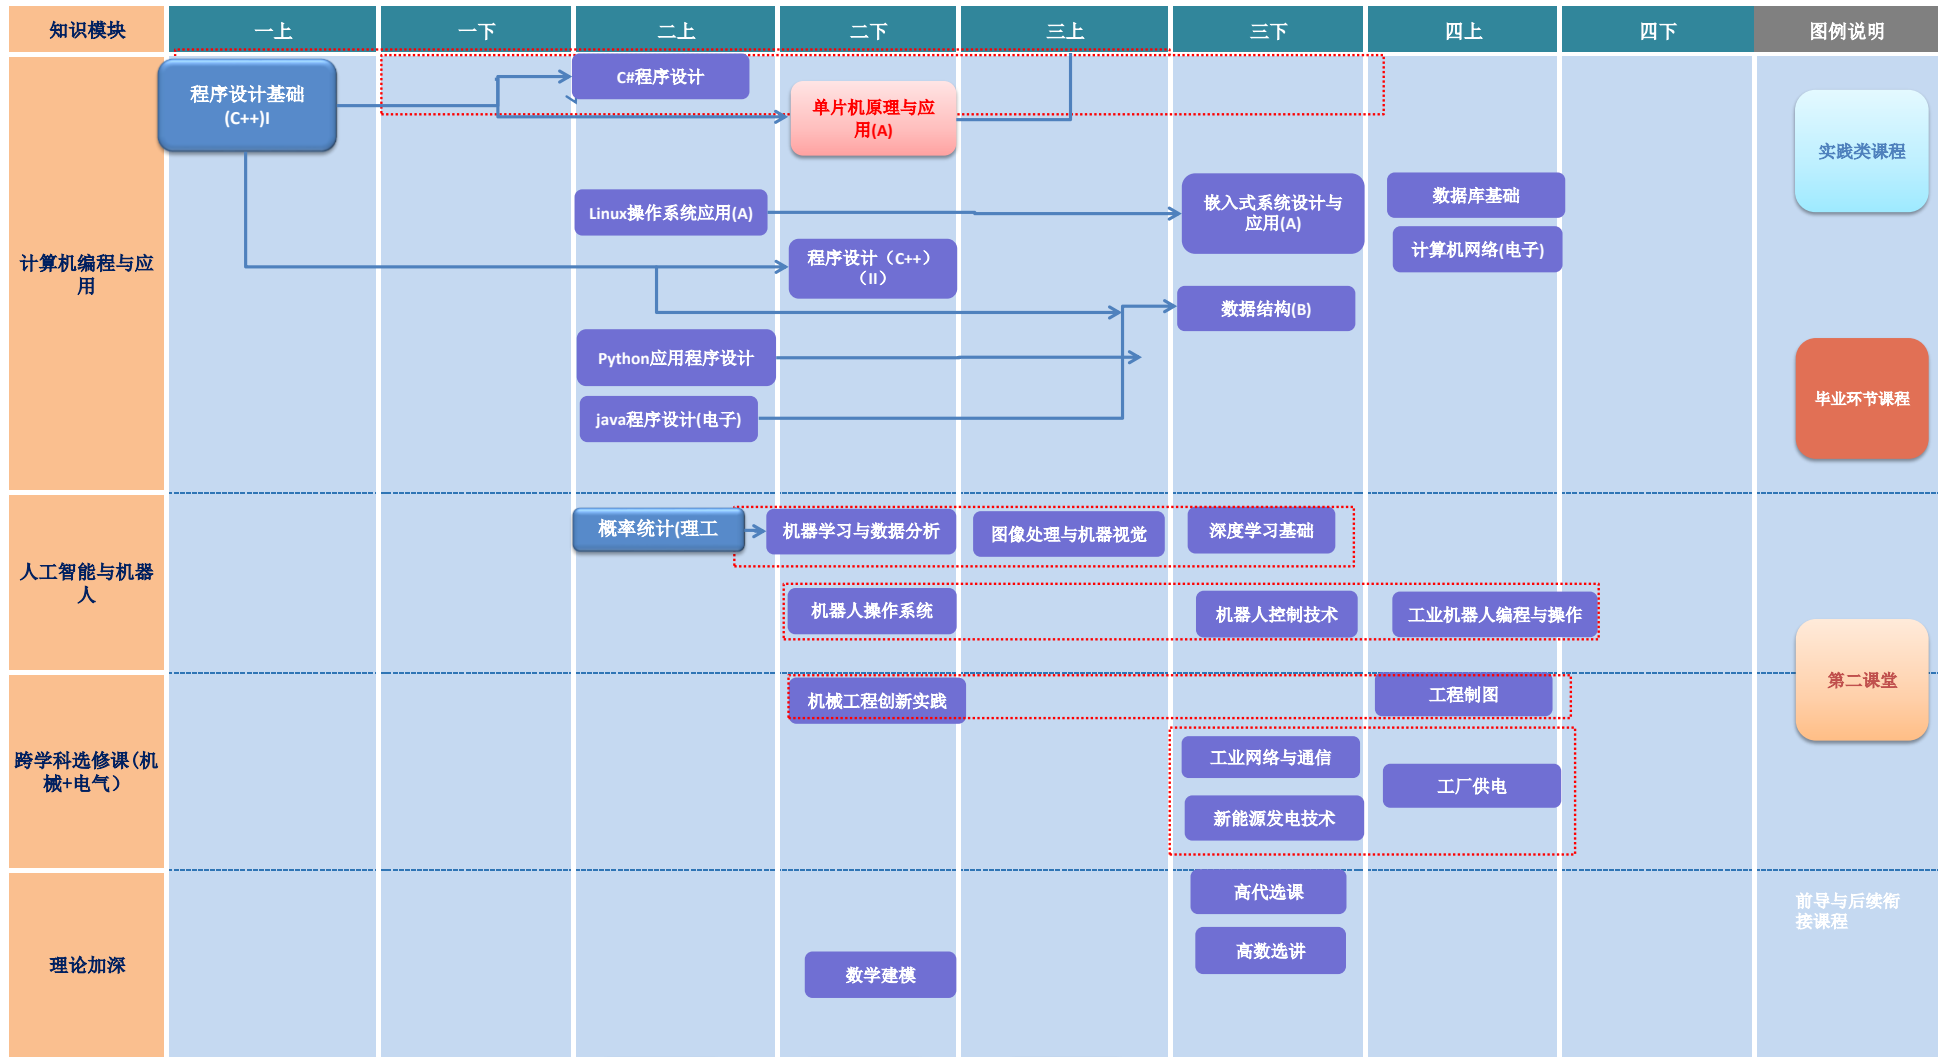 知识模块
一上
一下
二上
二下
三上
三下
四上
四下
图例说明
计算机编程与应
用
程序设计基础
(C++)I
C#程序设计
单片机原理与应
用(A)
Linux操作系统应用(A)
嵌入式系统设计与
应用(A)
数据库基础
计算机网络(电子)
程序设计（C++）
（II）
数据结构(B)
Python应用程序设计
java程序设计(电子)
实践类课程
毕业环节课程
人工智能与机器
人
概率统计(理工
机器学习与数据分析
图像处理与机器视觉
深度学习基础
机器人操作系统
机器人控制技术
工业机器人编程与操作
第二课堂
跨学科选修课(机
械+电气）
机械工程创新实践
工程制图
工业网络与通信
工厂供电
新能源发电技术
理论加深
高代选课
高数选讲
数学建模
前导与后续衔
接课程